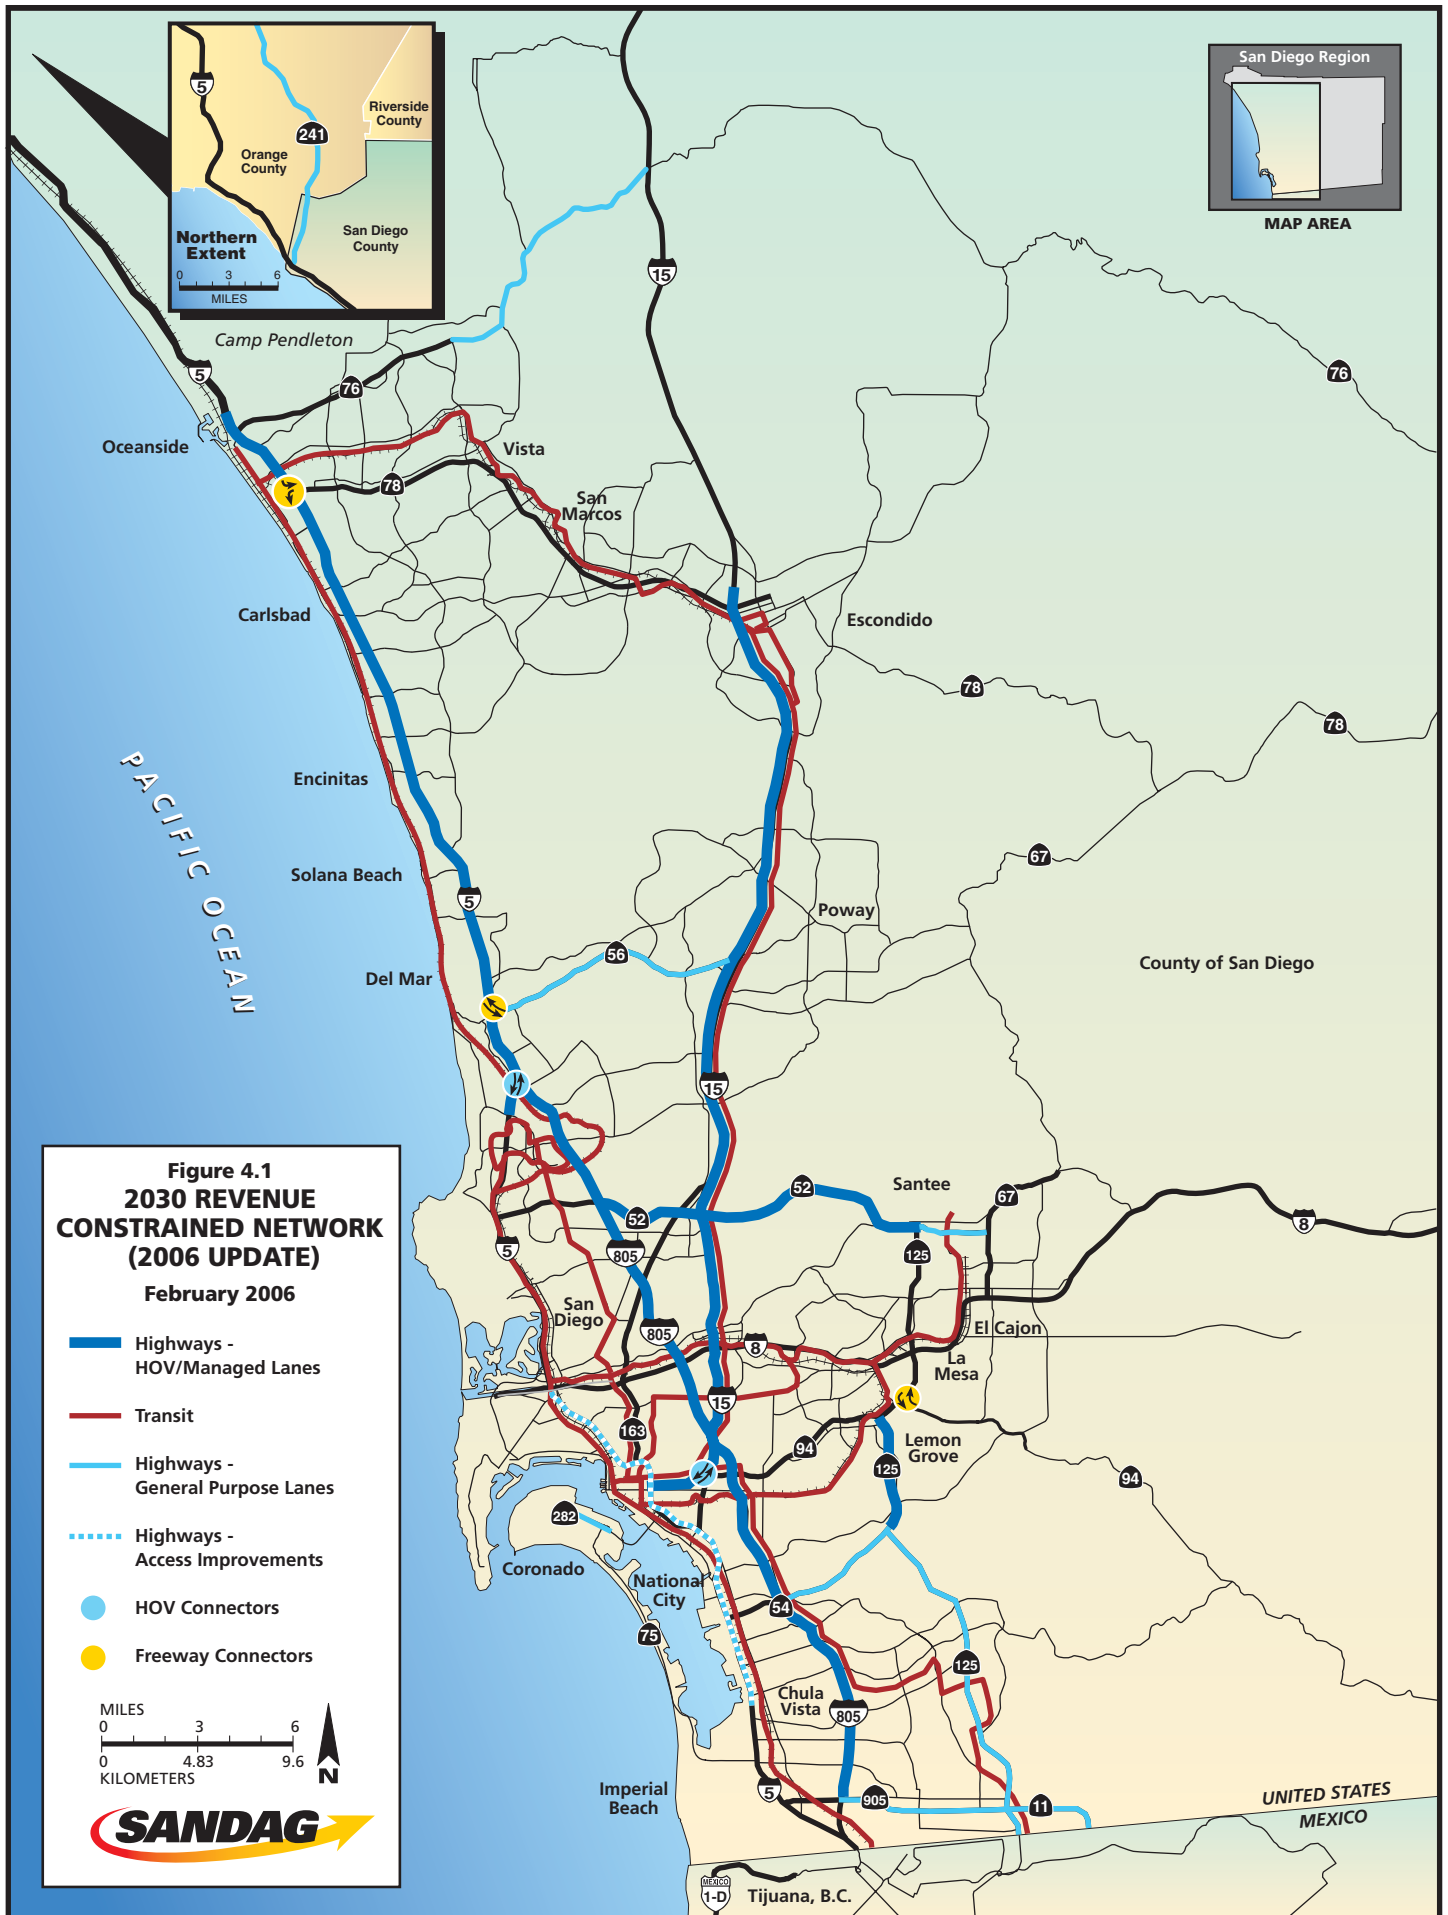 5
241
Riverside
County
Orange
County
San Diego
County
Northern
Extent
0 3 6
MILES
San Diego Region
MAP AREA
15
Camp Pendleton
5
76
76
Oceanside
Vista
78
San
Marcos
Carlsbad
Escondido
78
78
PACIFIC OCEAN
Encinitas
67
Solana Beach
5
Poway
56
County of San Diego
Del Mar
15
52
Santee
67
52
8
5
805
125
San
Diego
805
8
El Cajon
La
Mesa
15
163
94
Lemon
Grove
125
94
282
Coronado
National
City
54
75
125
Chula
Vista
805
Imperial
Beach
5
905
11
UNITED STATES
MEXICO
MEXICO
1-D
Tijuana, B.C.
Figure 4.1
2030 REVENUE
CONSTRAINED NETWORK
(2006 UPDATE)
February 2006
Highways -
HOV/Managed Lanes
Transit
Highways -
General Purpose Lanes
Highways -
Access Improvements
HOV Connectors
Freeway Connectors
MILES
0 3 6
0 4.83 9.6
KILOMETERS
N
SANDAG